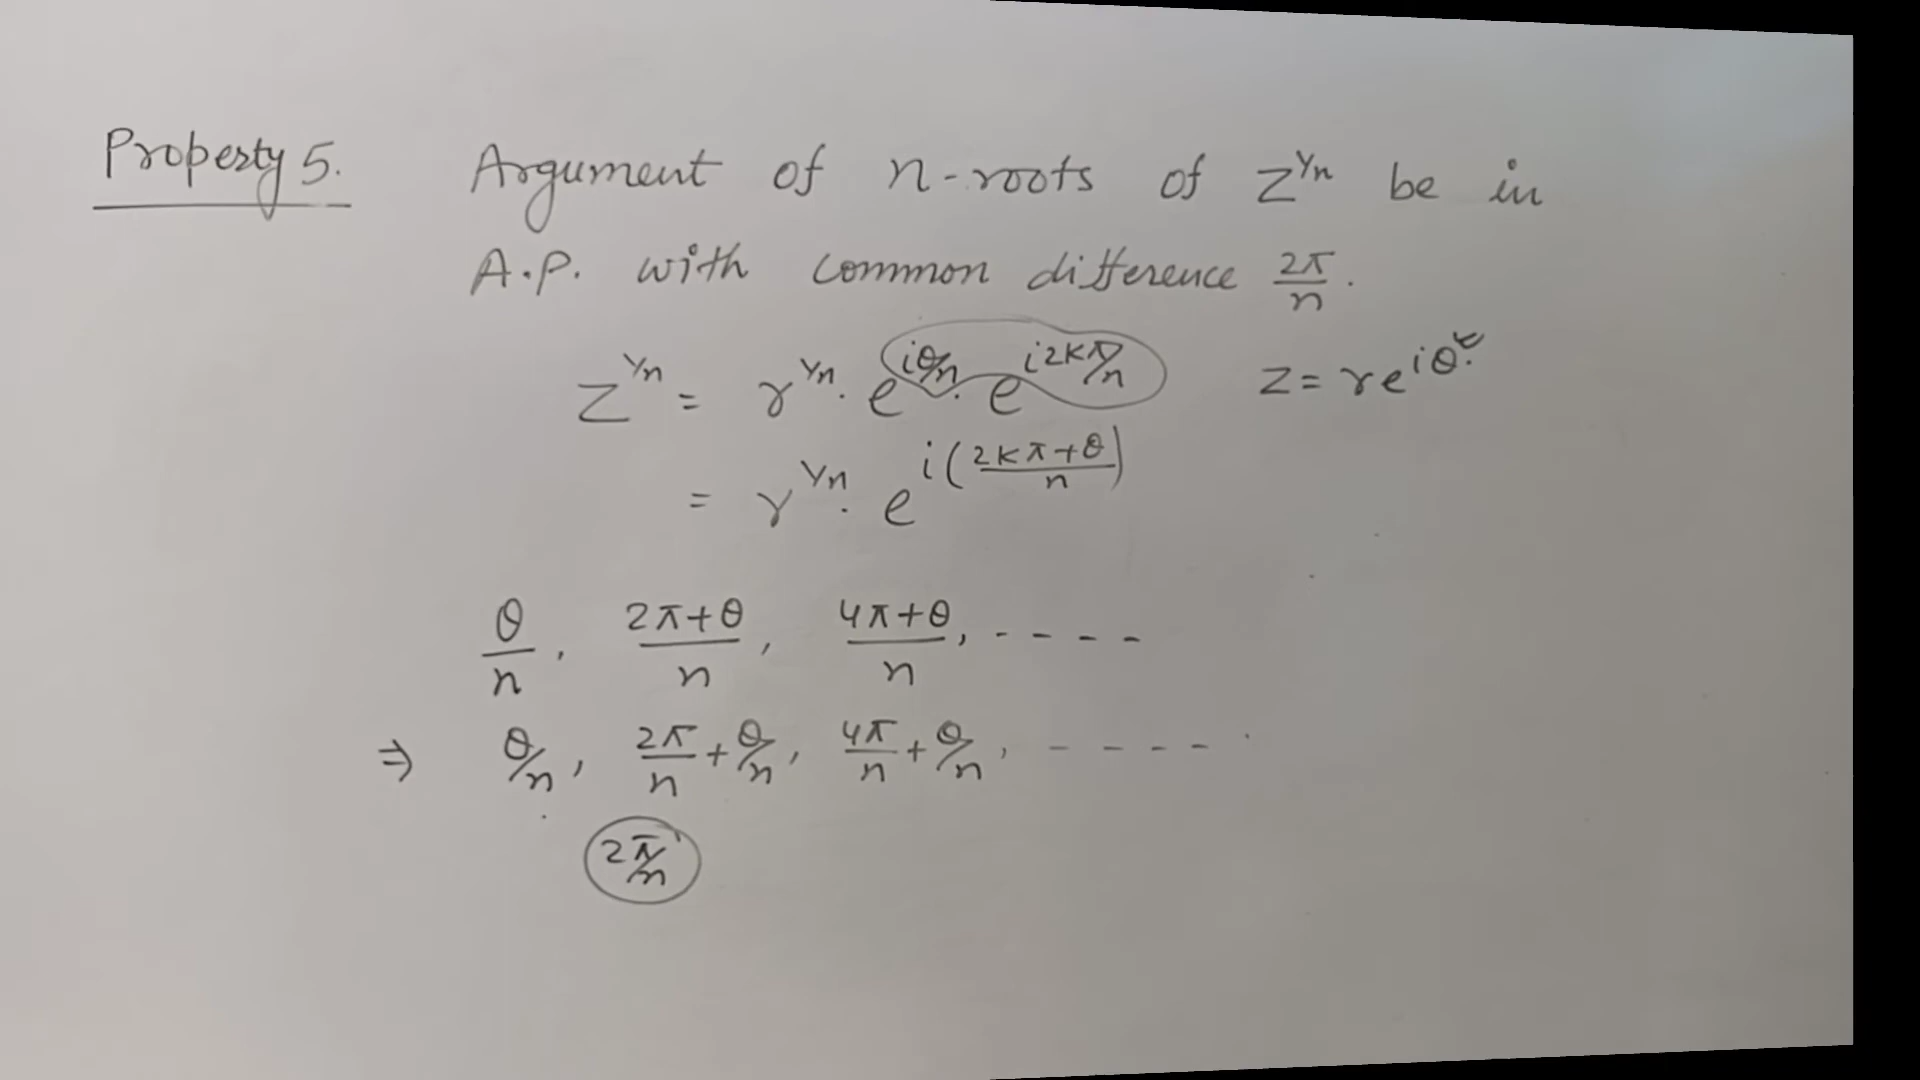 Property 5. Argument of n-roots of z^1/n be in
A.P. with common difference 2π/n.
z^1/n = r^1/n . e^iθ/n . e^i2kπ/n z = re^iθ.
= r^1/n . e^i(2kπ+θ/n)
θ/n, 2π+θ/n, 4π+θ/n, - - - -
⇒ θ/n, 2π/n + θ/n, 4π/n + θ/n, - - - -
2π/n